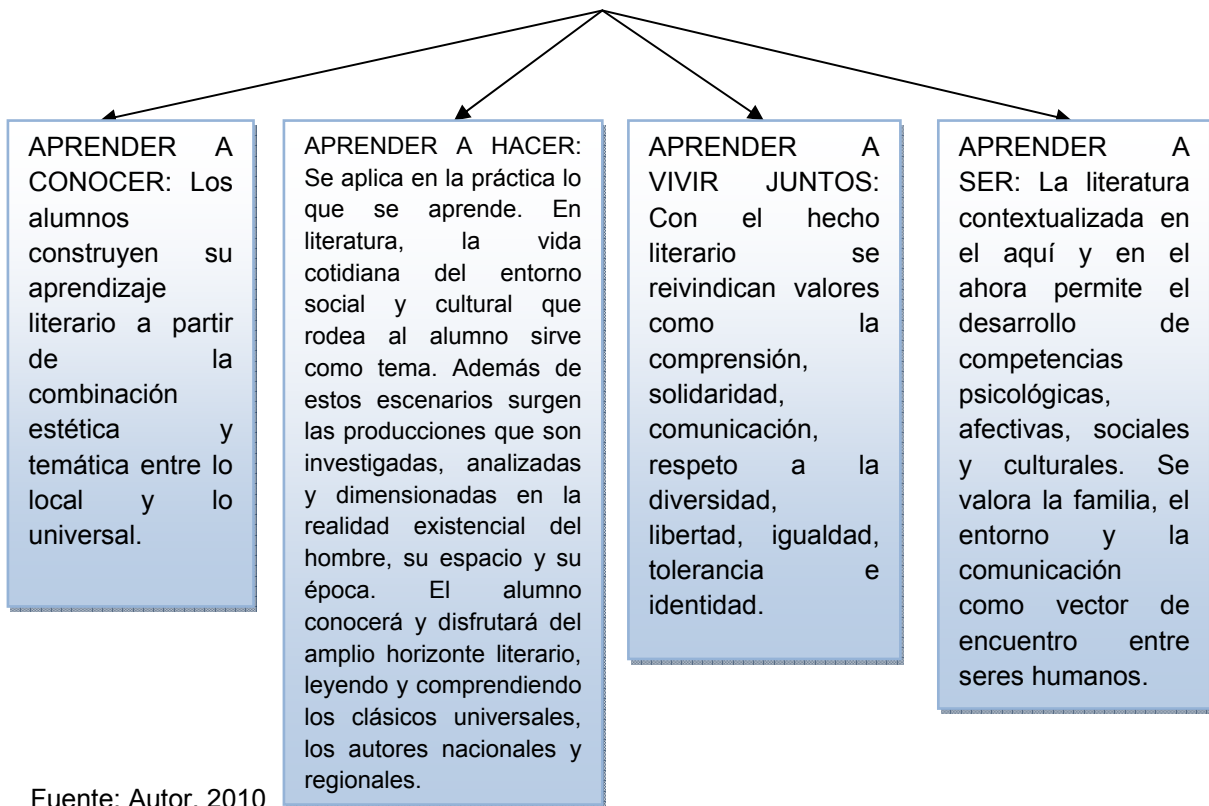 APRENDER A
CONOCER: Los
alumnos
construyen su
aprendizaje
literario a partir
de la
combinación
estética y
temática entre lo
local y lo
universal.
APRENDER A HACER:
Se aplica en la práctica lo
que se aprende. En
literatura, la vida
cotidiana del entorno
social y cultural que
rodea al alumno sirve
como tema. Además de
estos escenarios surgen
las producciones que son
investigadas, analizadas
y dimensionadas en la
realidad existencial del
hombre, su espacio y su
época. El alumno
conocerá y disfrutará del
amplio horizonte literario,
leyendo y comprendiendo
los clásicos universales,
los autores nacionales y
regionales.
APRENDER A
VIVIR JUNTOS:
Con el hecho
literario se
reivindican valores
como la
comprensión,
solidaridad,
comunicación,
respeto a la
diversidad,
libertad, igualdad,
tolerancia e
identidad.
APRENDER A
SER: La literatura
contextualizada en
el aquí y en el
ahora permite el
desarrollo de
competencias
psicológicas,
afectivas, sociales
y culturales. Se
valora la familia, el
entorno y la
comunicación
como vector de
encuentro entre
seres humanos.
Fuente: Autor, 2010